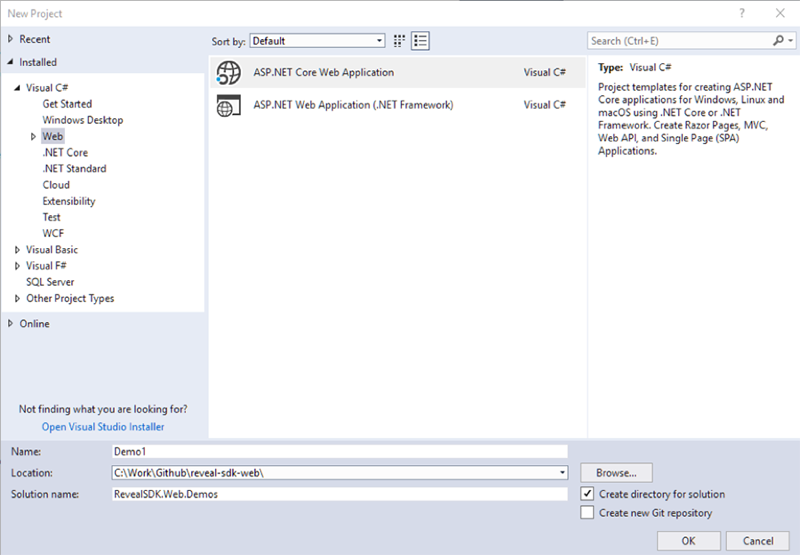 New Project
?
Recent
Installed
Visual C#
Get Started
Windows Desktop
Web
.NET Core
.NET Standard
Cloud
Extensibility
Test
WCF
Visual Basic
Visual F#
SQL Server
Other Project Types
Online
Not finding what you are looking for?
Open Visual Studio Installer
Sort by: Default
ASP.NET Core Web Application Visual C#
ASP.NET Web Application (.NET Framework) Visual C#
Search (Ctrl+E)
Type: Visual C#
Project templates for creating ASP.NET
Core applications for Windows, Linux and
macOS using .NET Core or .NET
Framework. Create Razor Pages, MVC,
Web API, and Single Page (SPA)
Applications.
Name: Demo1
Location: C:\Work\Github\reveal-sdk-web\ Browse...
Solution name: RevealSDK.Web.Demos
Create directory for solution
Create new Git repository
OK Cancel